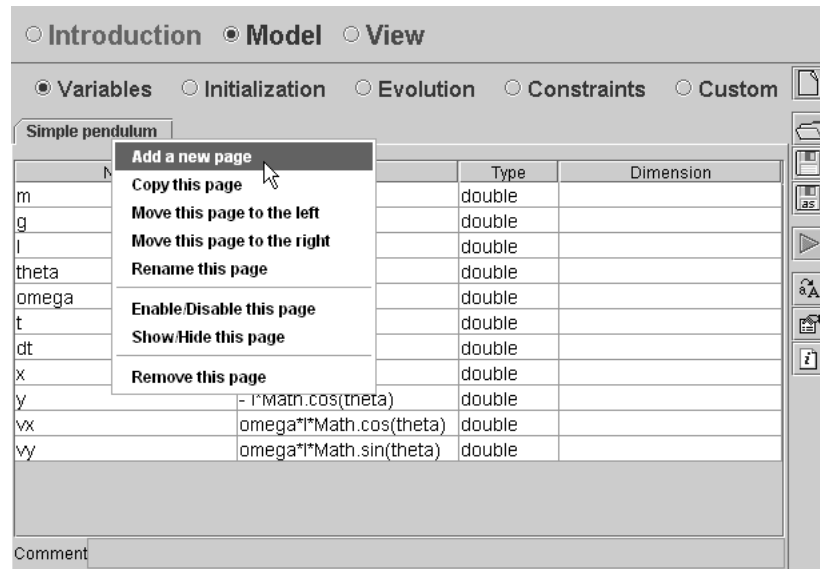 Introduction Model View
Variables Initialization Evolution Constraints Custom
Simple pendulum
Add a new page
Copy this page
Move this page to the left
Move this page to the right
Rename this page
Enable/Disable this page
Show/Hide this page
Remove this page
N Type Dimension
m double
g double
l double
theta double
omega double
t double
dt double
x double
y - l*Math.cos(theta) double
vx omega*l*Math.cos(theta) double
vy omega*l*Math.sin(theta) double
Comment
as
aA
i